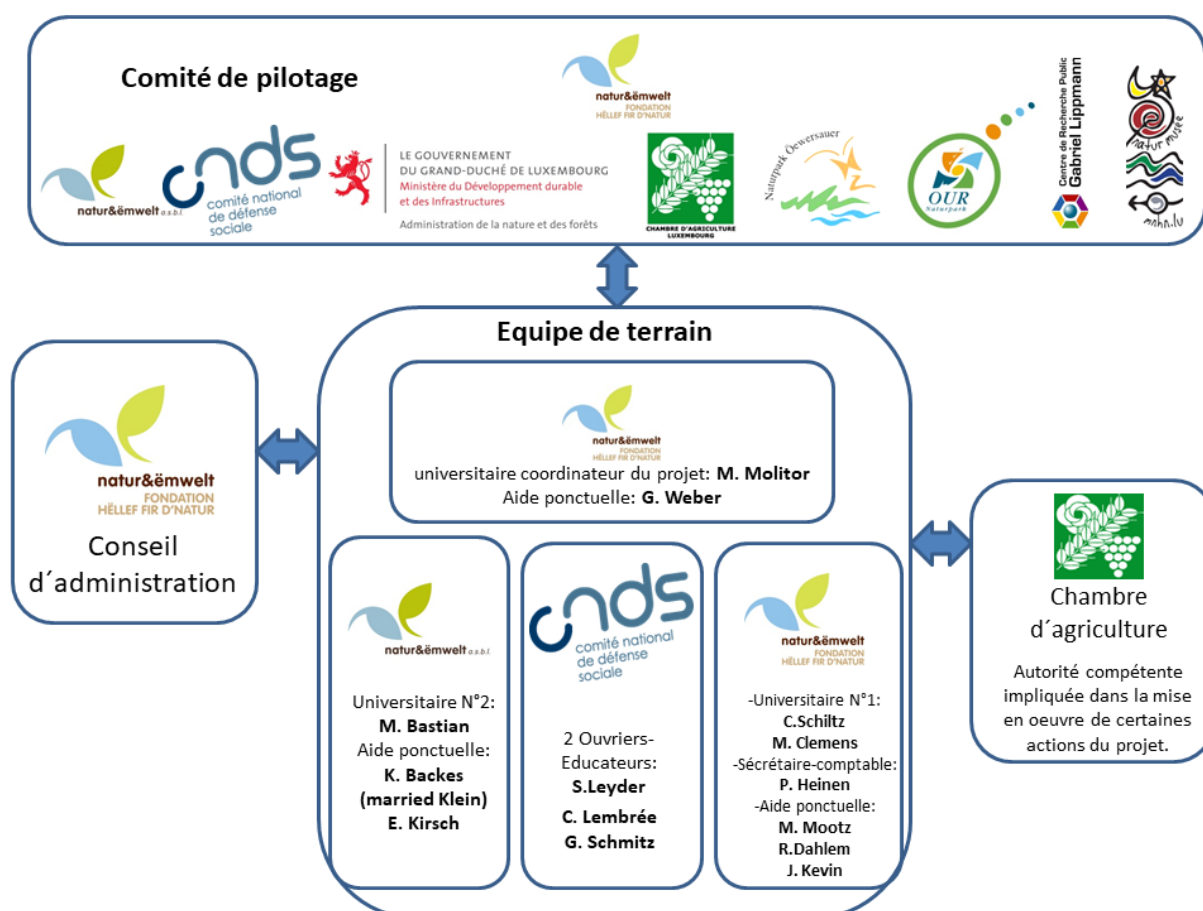 Comité de pilotage
natur&ëmwelt
FONDATION
HËLLEF FIR D'NATUR
natur&ëmwelt a.s.b.l.
cnds
comité national
de défense
sociale
LE GOUVERNEMENT
DU GRAND-DUCHÉ DE LUXEMBOURG
Ministère du Développement durable
et des Infrastructures
Administration de la nature et des forêts
CHAMBRE D'AGRICULTURE
LUXEMBOURG
Naturpark Öewersauer
OUR
Naturpark
Centre de Recherche Public
Gabriel Lippmann
natur musée
mnhn.lu
Equipe de terrain
natur&ëmwelt
FONDATION
HËLLEF FIR D'NATUR
universitaire coordinateur du projet: M. Molitor
Aide ponctuelle: G. Weber
natur&ëmwelt
FONDATION
HËLLEF FIR D'NATUR
Conseil
d´administration
natur&ëmwelt a.s.b.l.
Universitaire N°2:
M. Bastian
Aide ponctuelle:
K. Backes
(married Klein)
E. Kirsch
cnds
comité national
de défense
sociale
2 Ouvriers-
Educateurs:
S.Leyder
C. Lembrée
G. Schmitz
natur&ëmwelt
FONDATION
HËLLEF FIR D'NATUR
-Universitaire N°1:
C.Schiltz
M. Clemens
-Sécrétaire-comptable:
P. Heinen
-Aide ponctuelle:
M. Mootz
R.Dahlem
J. Kevin
Chambre
d´agriculture
Autorité compétente
impliquée dans la mise
en oeuvre de certaines
actions du projet.